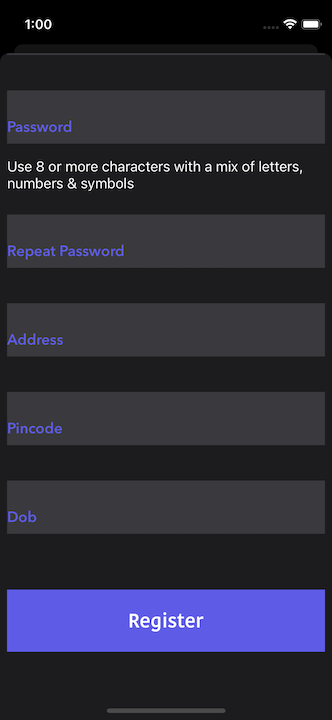 1:00
Password
Use 8 or more characters with a mix of letters,
numbers & symbols
Repeat Password
Address
Pincode
Dob
Register